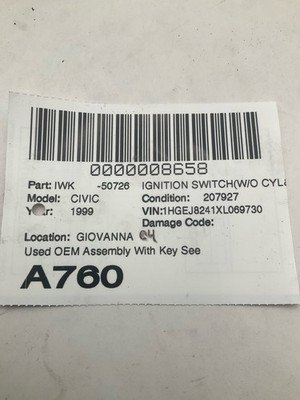 0000008658
Part: IWK -50726 IGNITION SWITCH(W/O CYL&
Model: CIVIC Condition: 207927
Year: 1999 VIN:1HGEJ8241XL069730
Damage Code:
Location: GIOVANNA C4
Used OEM Assembly With Key See
A760